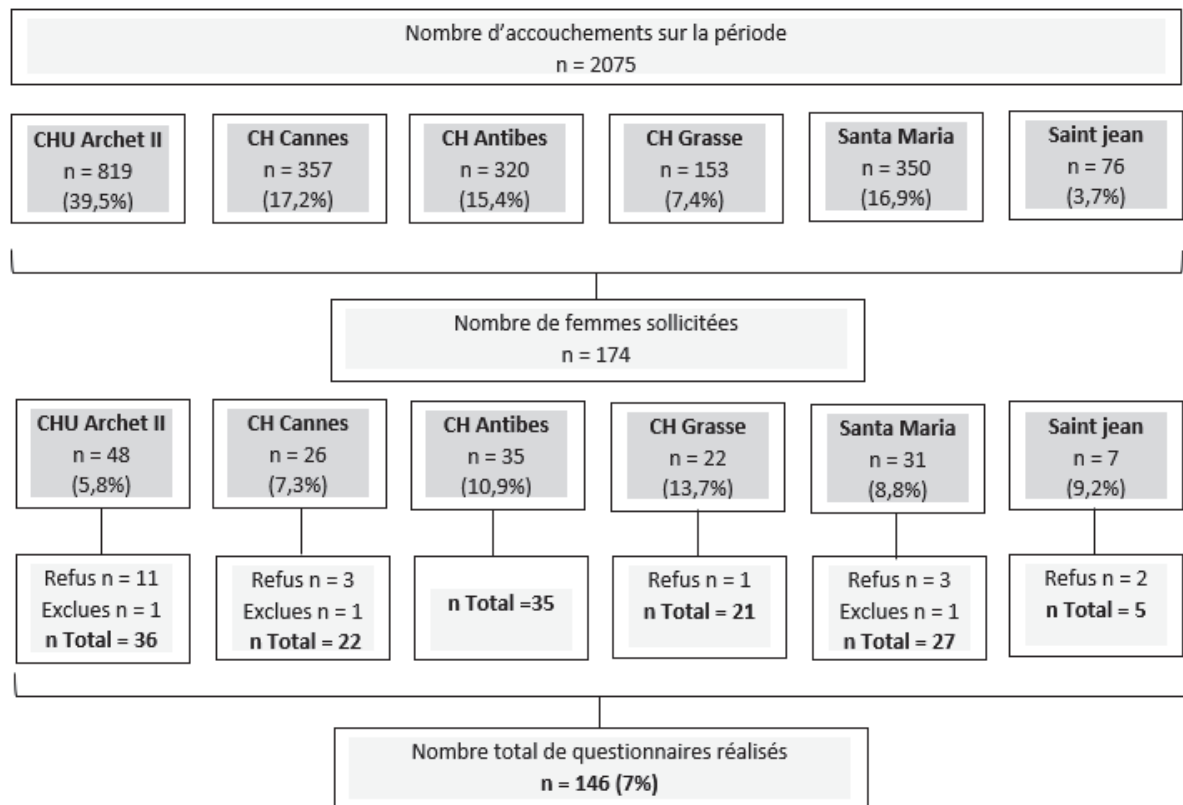 Nombre d'accouchements sur la période
n = 2075
CHU Archet II
n = 819
(39,5%)
CH Cannes
n = 357
(17,2%)
CH Antibes
n = 320
(15,4%)
CH Grasse
n = 153
(7,4%)
Santa Maria
n = 350
(16,9%)
Saint jean
n = 76
(3,7%)
Nombre de femmes sollicitées
n = 174
CHU Archet II
n = 48
(5,8%)
CH Cannes
n = 26
(7,3%)
CH Antibes
n = 35
(10,9%)
CH Grasse
n = 22
(13,7%)
Santa Maria
n = 31
(8,8%)
Saint jean
n = 7
(9,2%)
Refus n = 11
Exclues n = 1
n Total = 36
Refus n = 3
Exclues n = 1
n Total = 22
n Total =35
Refus n = 1
n Total = 21
Refus n = 3
Exclues n = 1
n Total = 27
Refus n = 2
n Total = 5
Nombre total de questionnaires réalisés
n = 146 (7%)